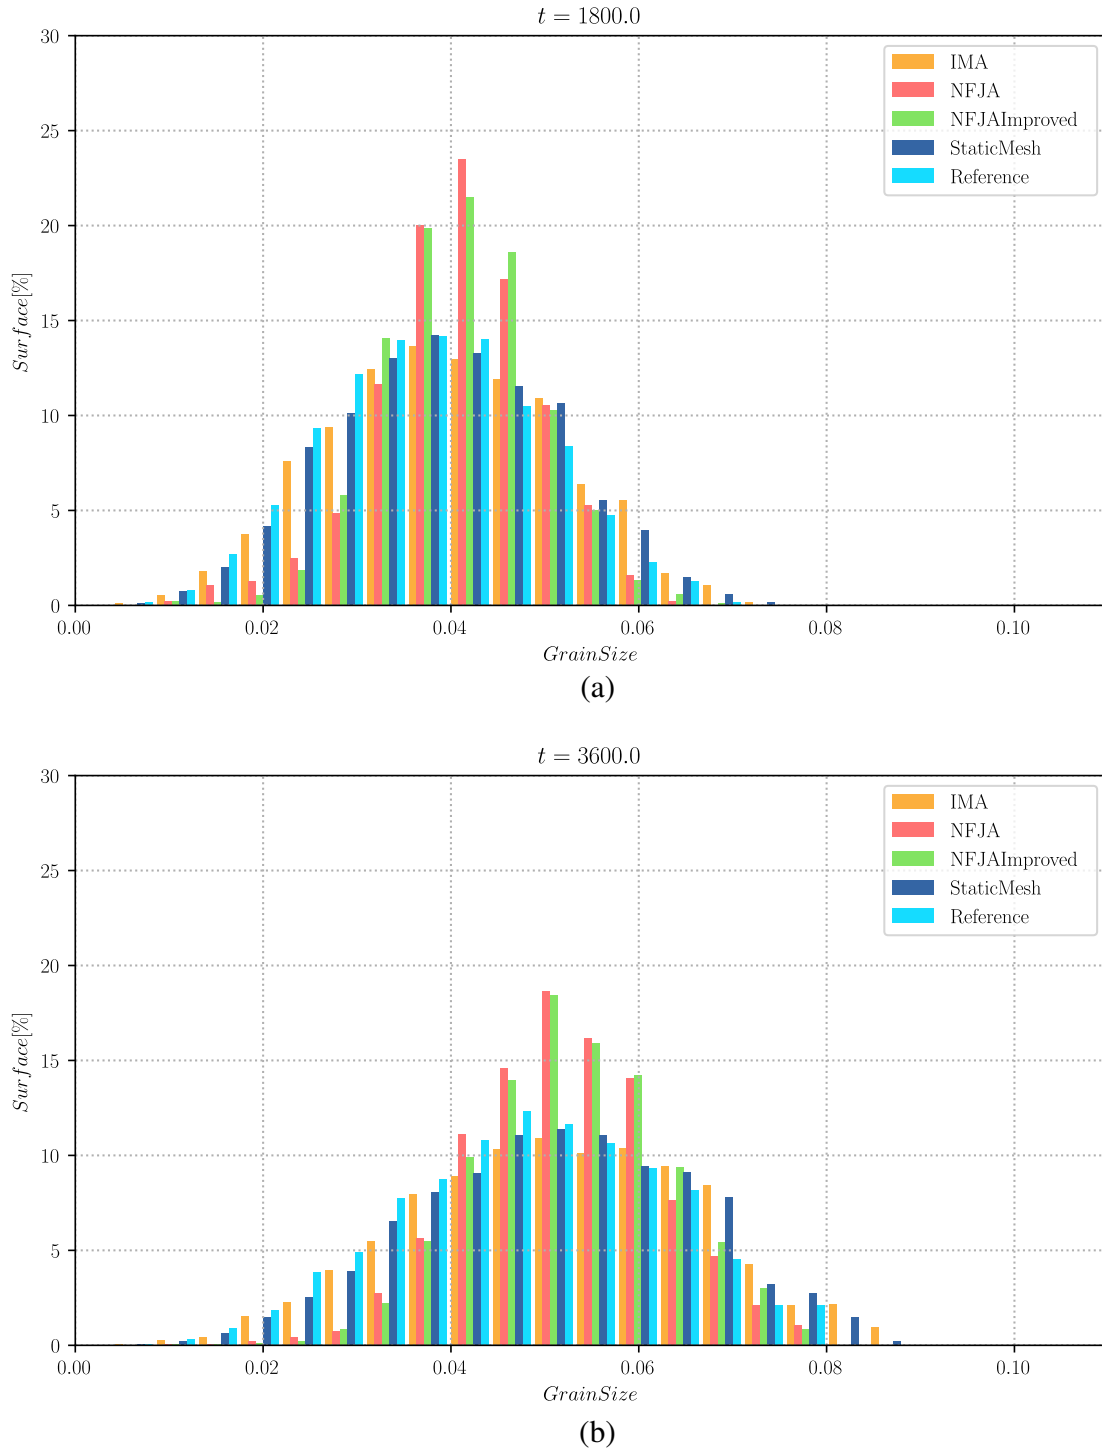 t = 1800.0
30
25
20
15
10
5
0
Surface[%]
IMA
NFJA
NFJAImproved
StaticMesh
Reference
0.00 0.02 0.04 0.06 0.08 0.10
GrainSize
(a)
t = 3600.0
30
25
20
15
10
5
0
Surface[%]
IMA
NFJA
NFJAImproved
StaticMesh
Reference
0.00 0.02 0.04 0.06 0.08 0.10
GrainSize
(b)